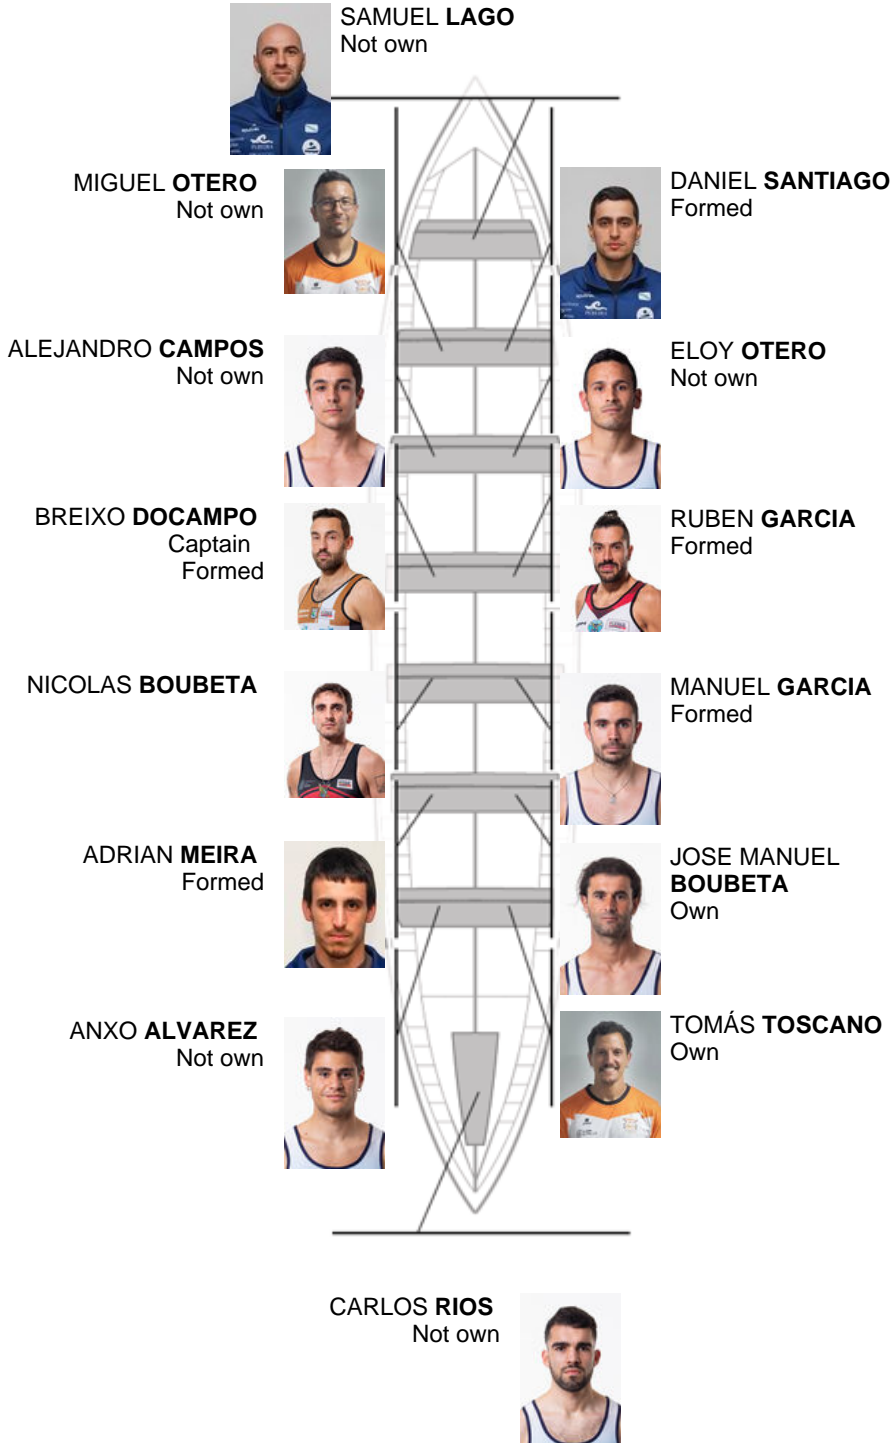 SAMUEL LAGO
Not own
MIGUEL OTERO
Not own
DANIEL SANTIAGO
Formed
ALEJANDRO CAMPOS
Not own
ELOY OTERO
Not own
BREIXO DOCAMPO
Captain
Formed
RUBEN GARCIA
Formed
NICOLAS BOUBETA
MANUEL GARCIA
Formed
ADRIAN MEIRA
Formed
JOSE MANUEL
BOUBETA
Own
ANXO ALVAREZ
Not own
TOMÁS TOSCANO
Own
CARLOS RIOS
Not own